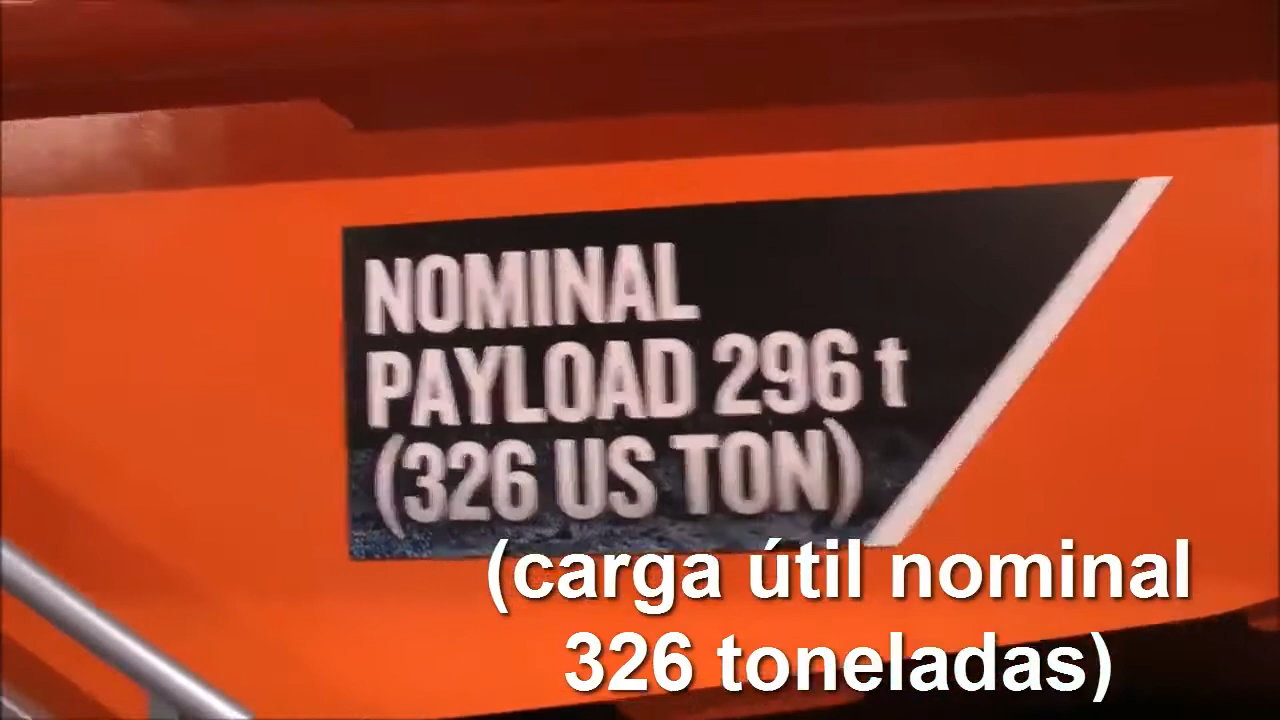 NOMINAL
PAYLOAD 296 t
(326 US TON)
(carga útil nominal
326 toneladas)